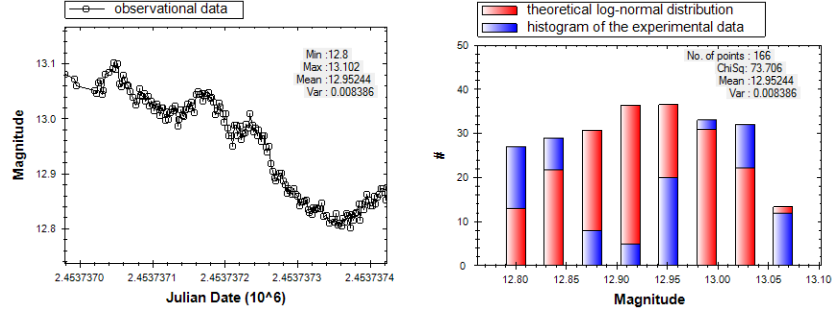 observational data
13.1
13.0
12.9
12.8
Magnitude
Min : 12.8
Max : 13.102
Mean : 12.95244
Var : 0.008386
2.4537370 2.4537371 2.4537372 2.4537373 2.4537374
Julian Date (10^6)
theoretical log-normal distribution
histogram of the experimental data
50
40
30
20
10
0
#
No. of points : 166
ChiSq : 73.706
Mean : 12.95244
Var : 0.008386
12.80 12.85 12.90 12.95 13.00 13.05 13.10
Magnitude